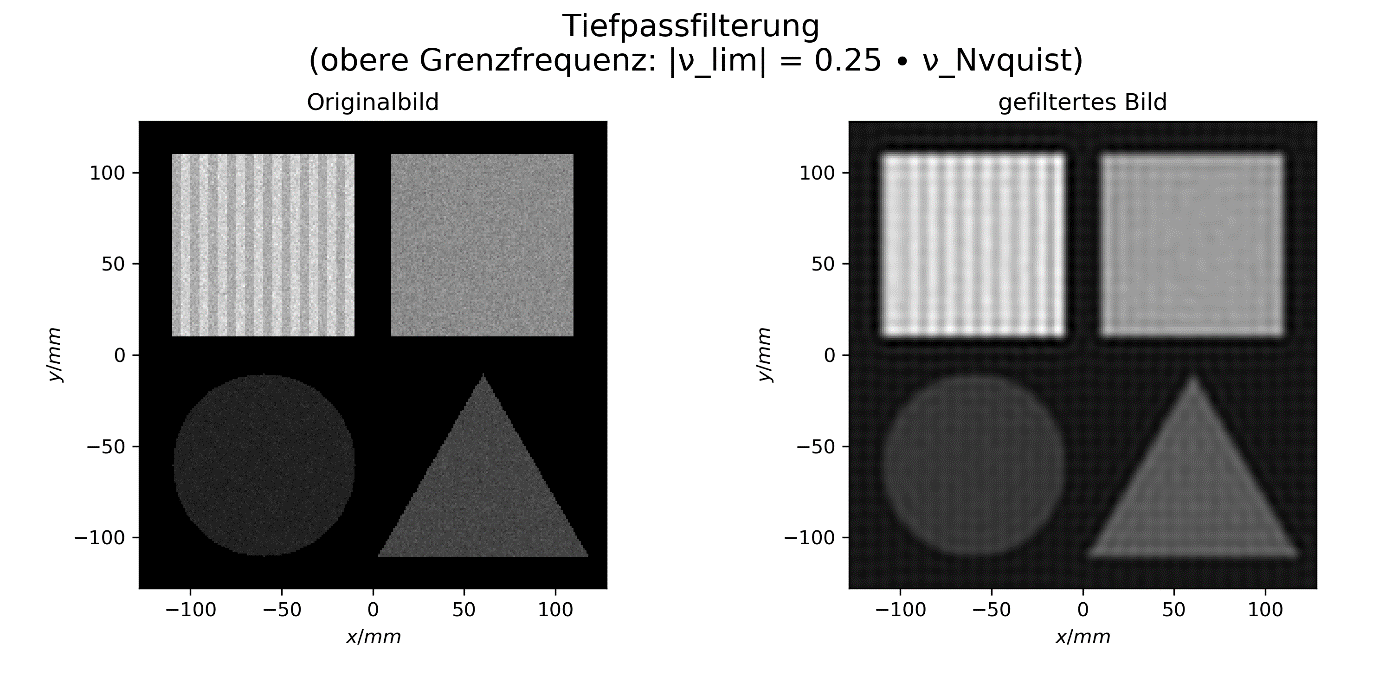 Tiefpassfilterung
(obere Grenzfrequenz: |ν_lim| = 0.25 • ν_Nvquist)
Originalbild
100
50
0
−50
−100
y/mm
−100 −50 0 50 100
x/mm
gefiltertes Bild
100
50
0
−50
−100
y/mm
−100 −50 0 50 100
x/mm